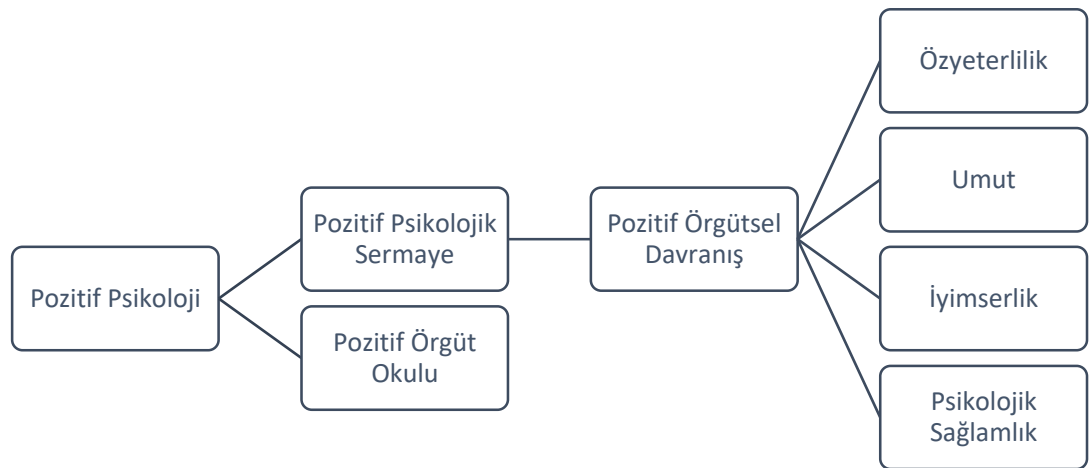 Pozitif Psikoloji
Pozitif Psikolojik
Sermaye
Pozitif Örgüt
Okulu
Pozitif Örgütsel
Davranış
Özyeterlilik
Umut
İyimserlik
Psikolojik
Sağlamlık